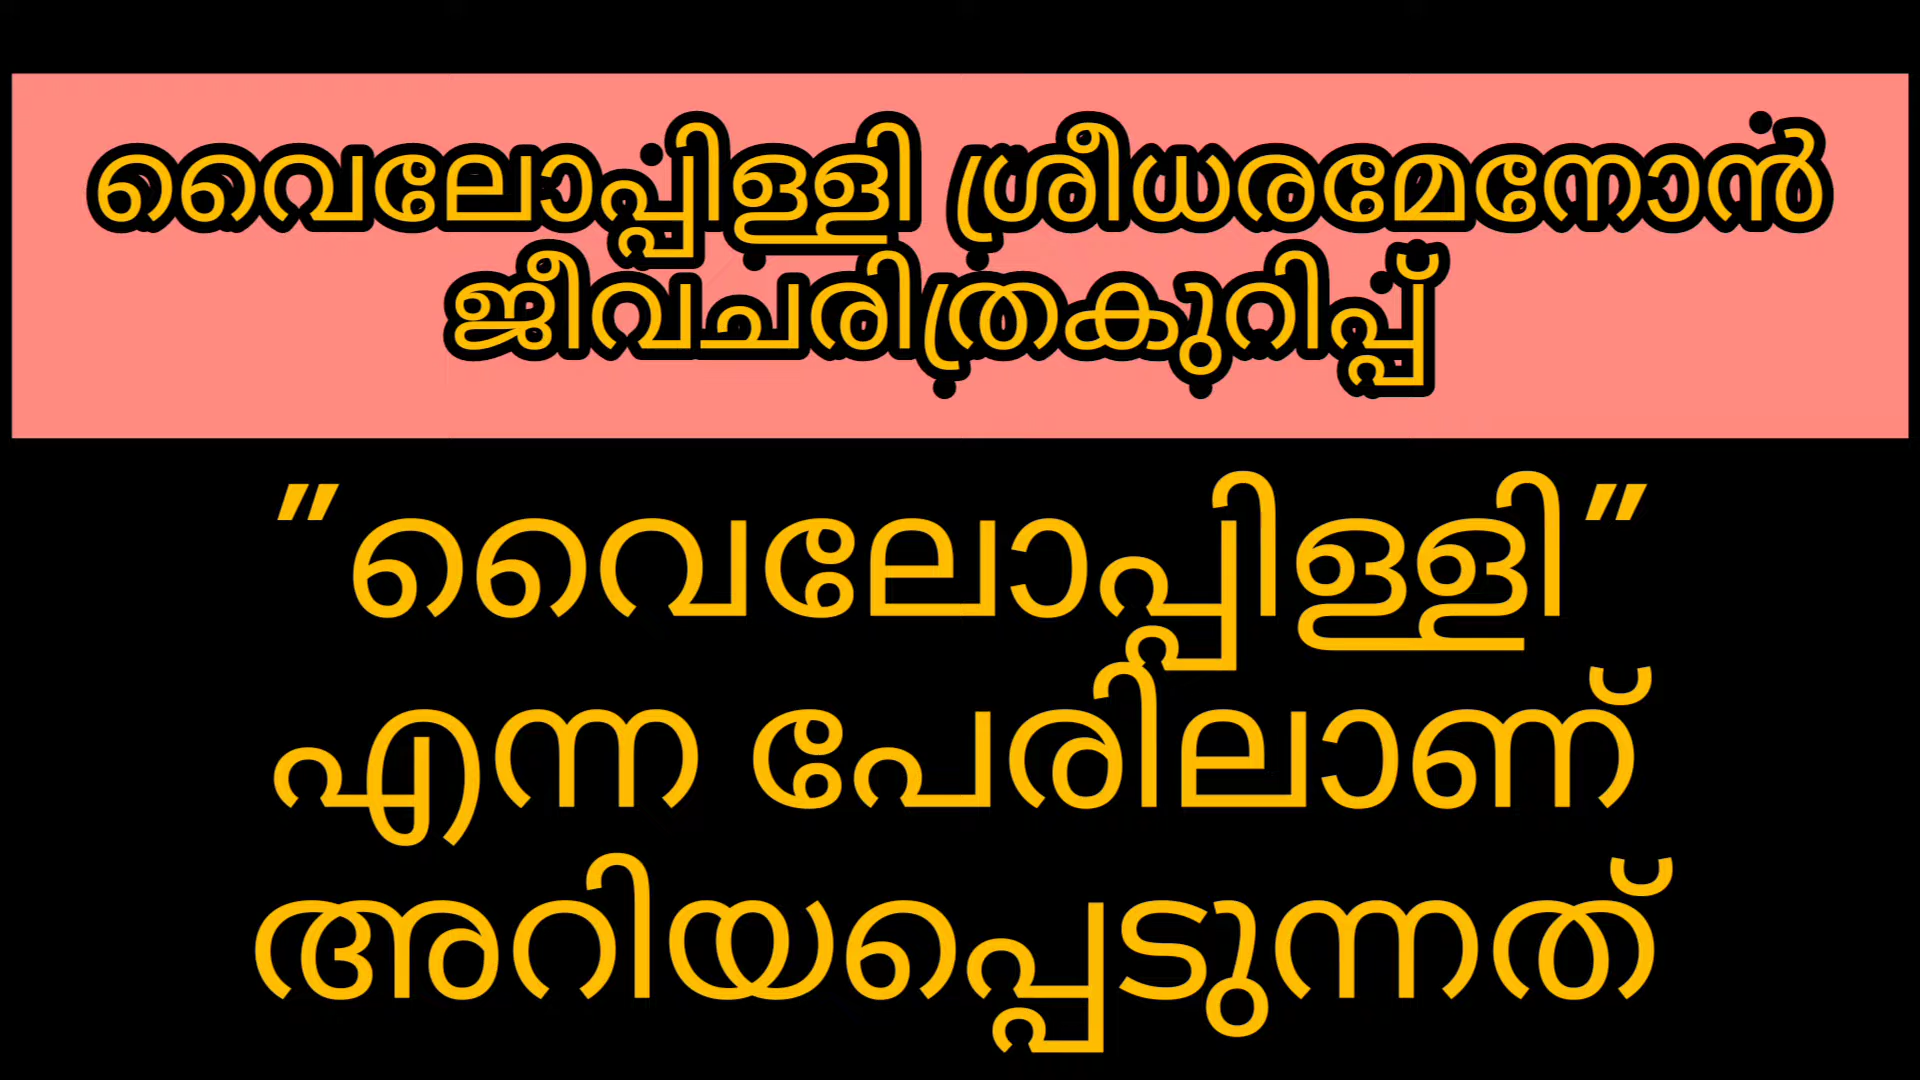 വൈലോപ്പിള്ളി ശ്രീധരമേനോൻ
ജീവചരിത്രകുറിപ്പ്
"വൈലോപ്പിള്ളി"
എന്ന പേരിലാണ്
അറിയപ്പെടുന്നത്